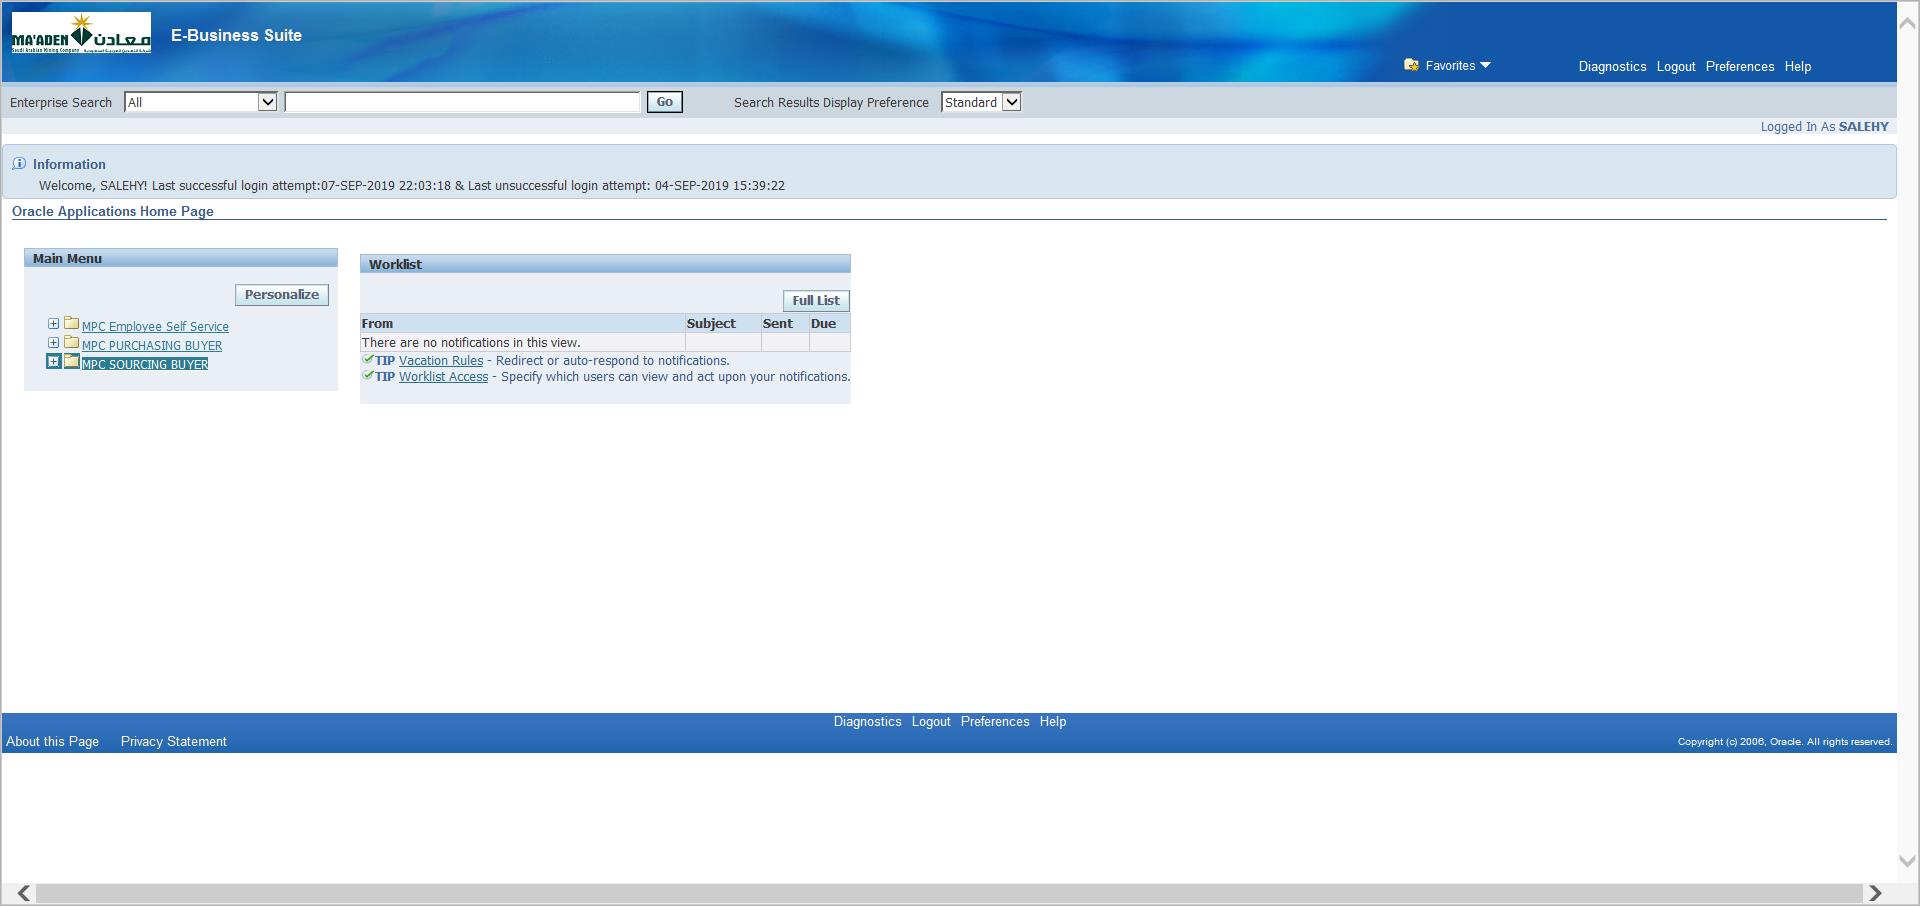 MA'ADEN معادن
Saudi Arabian Mining Company شركة التعدين العربية السعودية
E-Business Suite
Favorites
Diagnostics Logout Preferences Help
Enterprise Search All Go Search Results Display Preference Standard
Logged In As SALEHY
Information
Welcome, SALEHY! Last successful login attempt:07-SEP-2019 22:03:18 & Last unsuccessful login attempt: 04-SEP-2019 15:39:22
Oracle Applications Home Page
Main Menu
Personalize
MPC Employee Self Service
MPC PURCHASING BUYER
MPC SOURCING BUYER
Worklist
Full List
From Subject Sent Due
There are no notifications in this view.
TIP Vacation Rules - Redirect or auto-respond to notifications.
TIP Worklist Access - Specify which users can view and act upon your notifications.
Diagnostics Logout Preferences Help
About this Page Privacy Statement
Copyright (c) 2006, Oracle. All rights reserved.